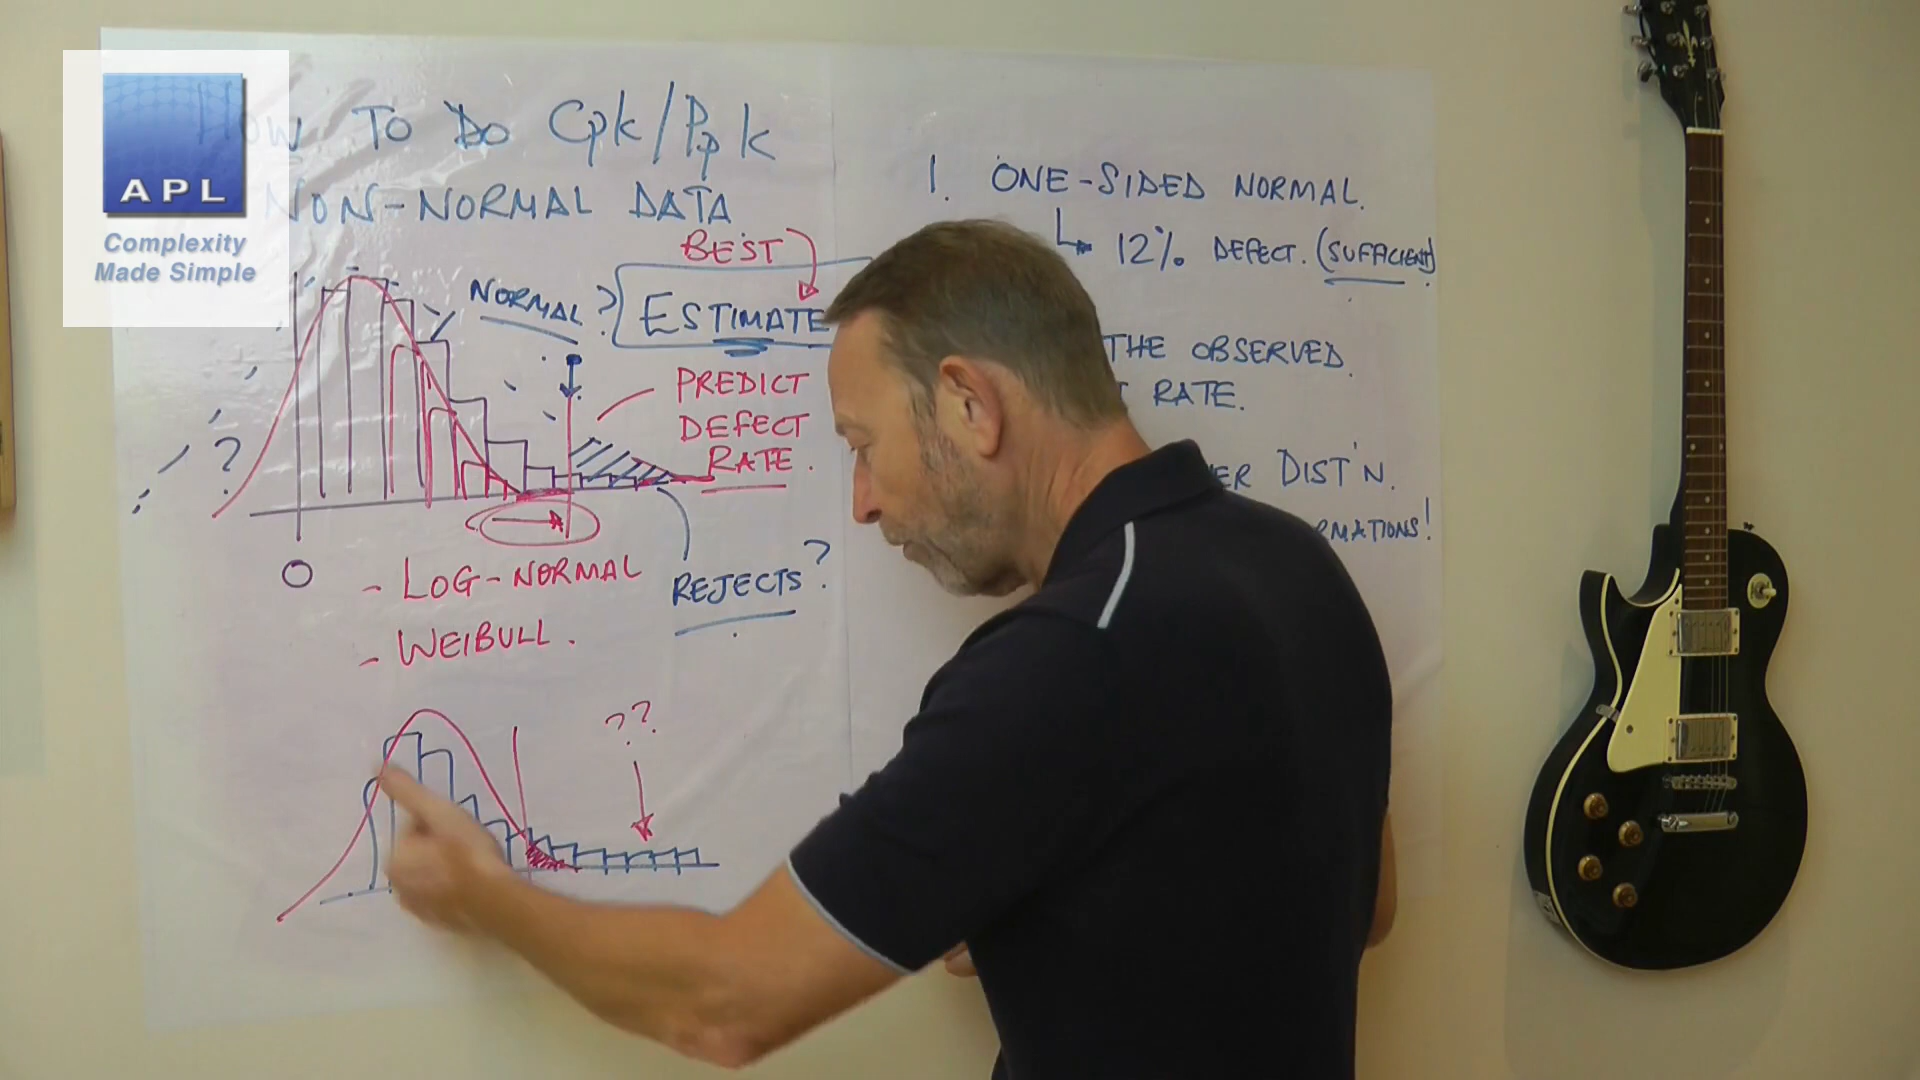 HOW TO DO Cpk/Ppk
NON-NORMAL DATA
APL
Complexity
Made Simple
BEST
NORMAL?
ESTIMATE
PREDICT
DEFECT
RATE.
?
O
- LOG-NORMAL
- WEIBULL.
REJECTS?
??
1. ONE-SIDED NORMAL.
12% DEFECT. (SUFFICIENT)
THE OBSERVED.
RATE.
DIST'N.